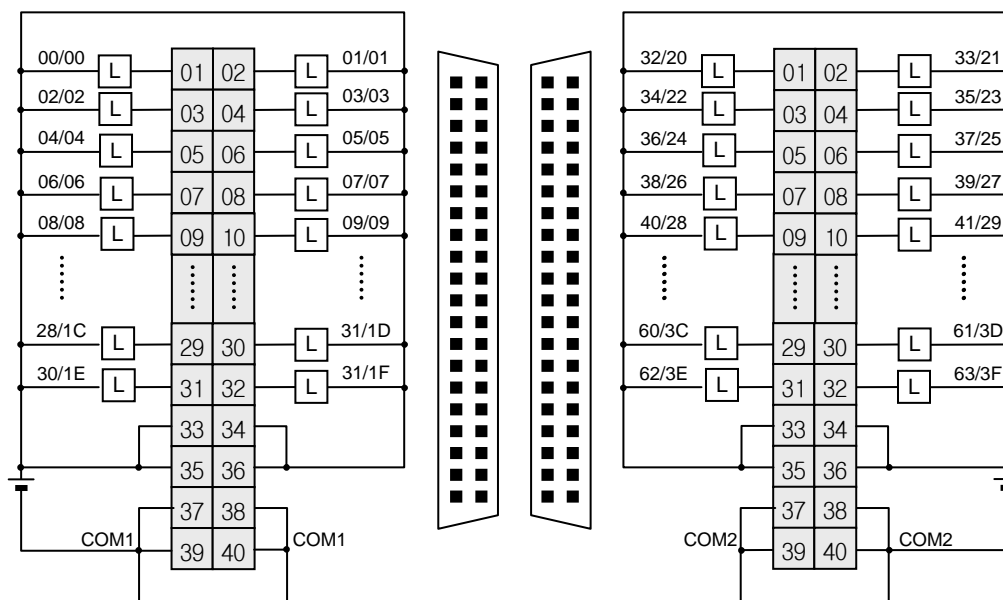 00/00 L 01 02 L 01/01
02/02 L 03 04 L 03/03
04/04 L 05 06 L 05/05
06/06 L 07 08 L 07/07
08/08 L 09 10 L 09/09
28/1C L 29 30 L 31/1D
30/1E L 31 32 L 31/1F
33 34
35 36
37 38
COM1 39 40 COM1
32/20 L 01 02 L 33/21
34/22 L 03 04 L 35/23
36/24 L 05 06 L 37/25
38/26 L 07 08 L 39/27
40/28 L 09 10 L 41/29
60/3C L 29 30 L 61/3D
62/3E L 31 32 L 63/3F
33 34
35 36
37 38
COM2 39 40 COM2